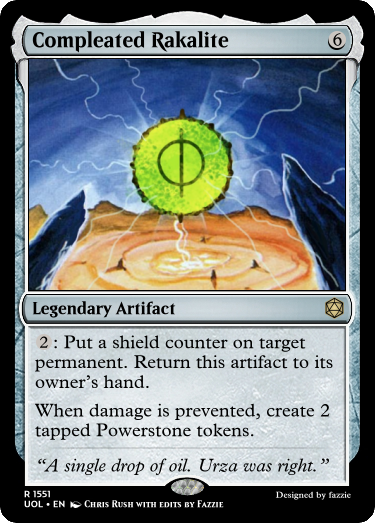 Compleated Rakalite 6
Legendary Artifact
2 : Put a shield counter on target
permanent. Return this artifact to its
owner's hand.
When damage is prevented, create 2
tapped Powerstone tokens.
“A single drop of oil. Urza was right.”
R 1551
UOL • EN Chris Rush with edits by Fazzie
Designed by fazzie